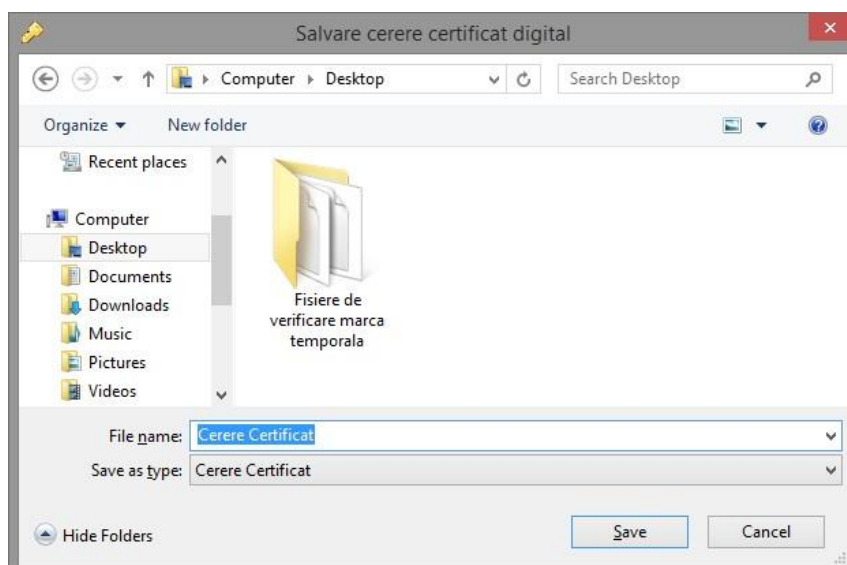 Salvare cerere certificat digital
Computer Desktop
Search Desktop
Organize
New folder
Recent places
Computer
Desktop
Documents
Downloads
Music
Pictures
Videos
Fisiere de
verificare marca
temporala
File name: Cerere Certificat
Save as type: Cerere Certificat
Hide Folders
Save
Cancel